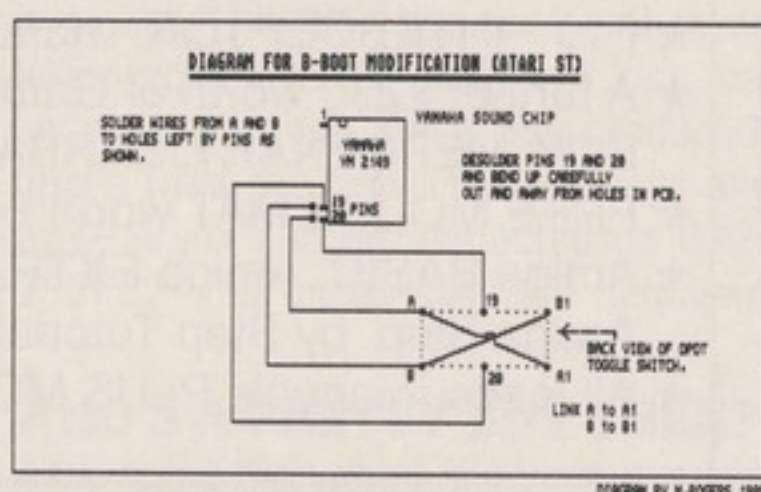 DIAGRAM FOR B-BOOT MODIFICATION (ATARI ST)
SOLDER WIRES FROM A AND B
TO HOLES LEFT BY PINS AS
SHOWN.
1
YAMAHA
YM 2149
YAMAHA SOUND CHIP
DESOLDER PINS 19 AND 20
AND BEND UP CAREFULLY
OUT AND AWAY FROM HOLES IN PCB.
19
20
PINS
A
19
B1
B
20
A1
BACK VIEW OF DPDT
TOGGLE SWITCH.
LINK A to A1
B to B1
DIAGRAM BY M.ROGERS